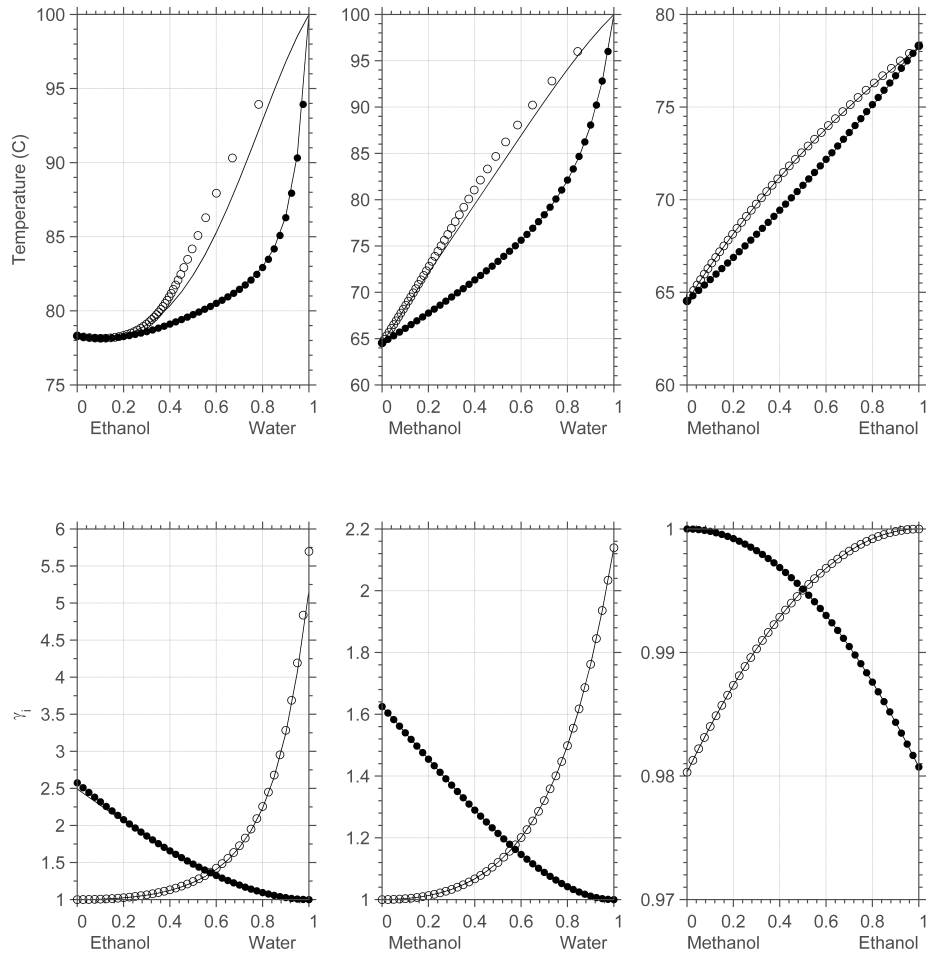 100 100 80
95 95
90
90 85 75
80
85 75 70
70
80 65 65
75 60 60
Temperature (C)
0 0.2 0.4 0.6 0.8 1 0 0.2 0.4 0.6 0.8 1 0 0.2 0.4 0.6 0.8 1
Ethanol Water Methanol Water Methanol Ethanol
6 2.2 1
5.5
5 2
4.5 1.8 0.99
4
3.5 1.6
3 0.98
2.5 1.4
2 1.2
1.5
1 1 0.97
γi
0 0.2 0.4 0.6 0.8 1 0 0.2 0.4 0.6 0.8 1 0 0.2 0.4 0.6 0.8 1
Ethanol Water Methanol Water Methanol Ethanol